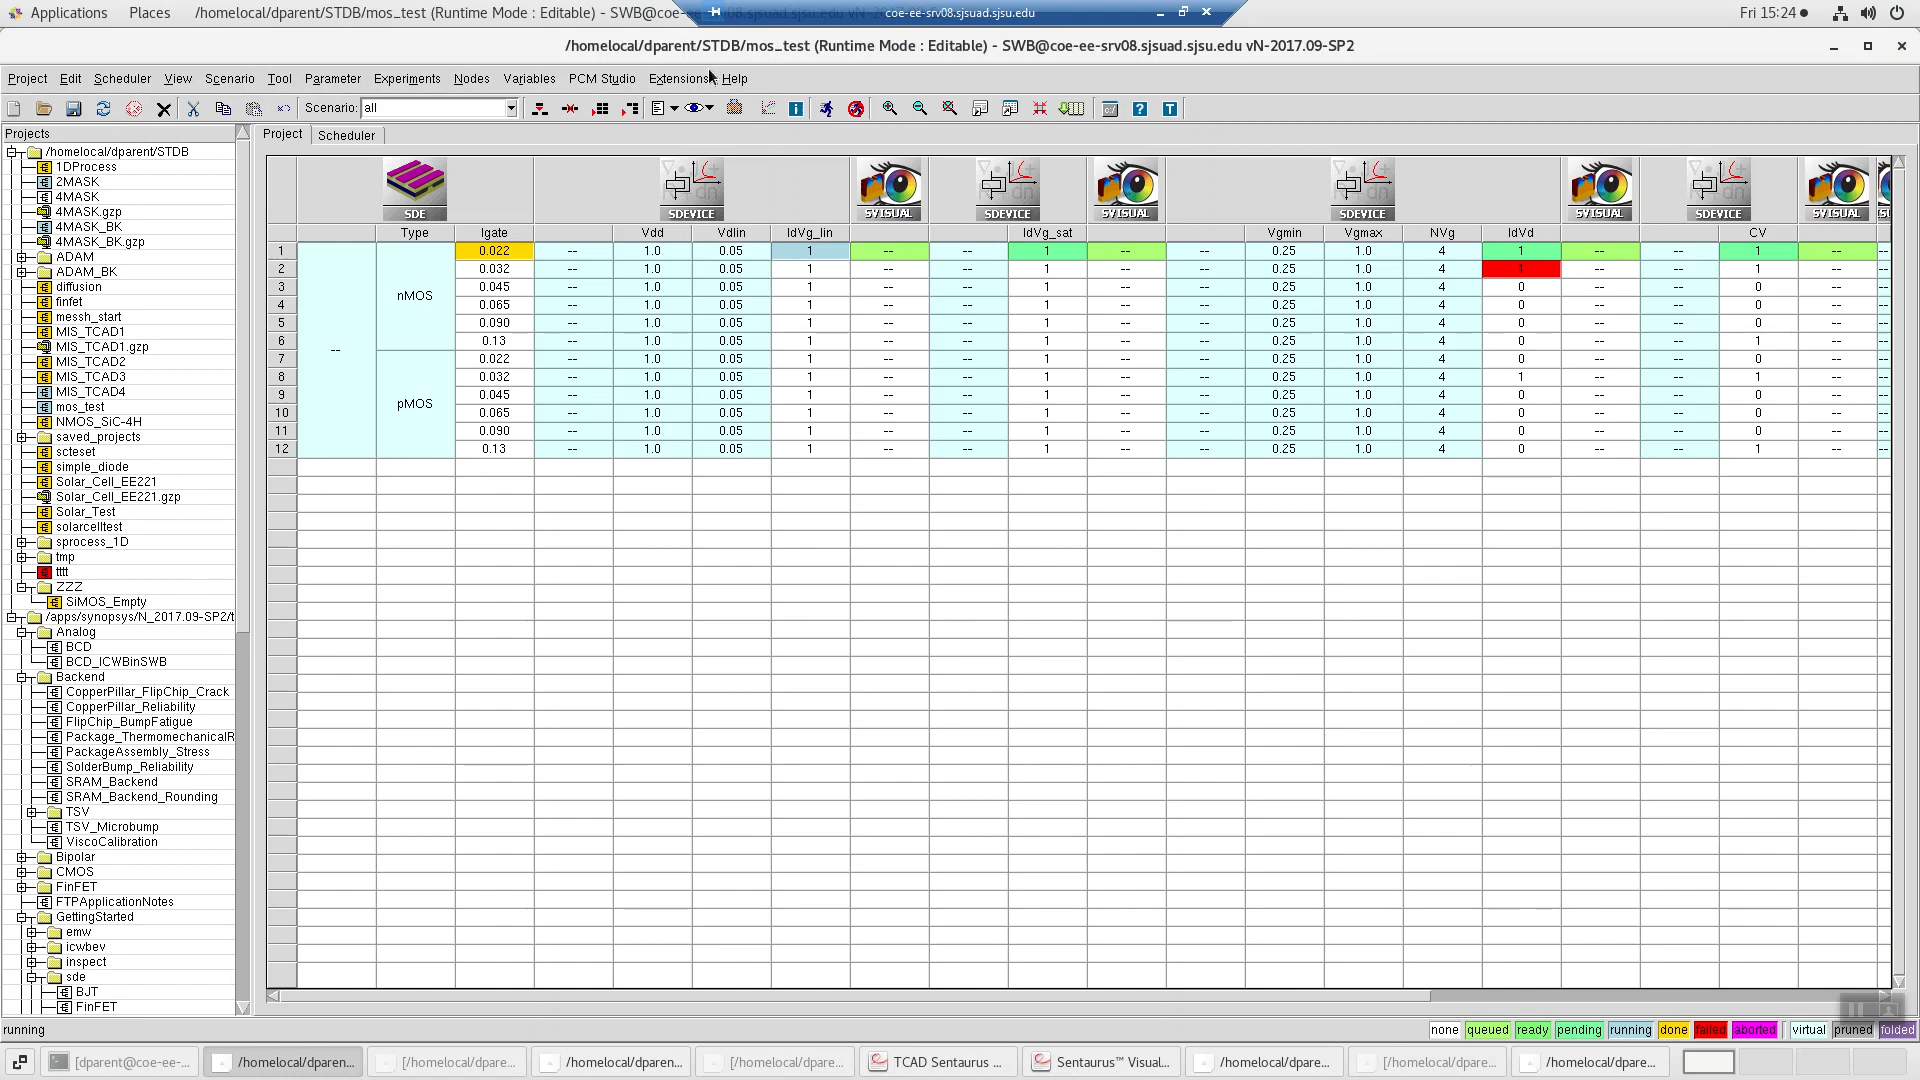 Applications Places /homelocal/dparent/STDB/mos_test (Runtime Mode : Editable) - SWB@coe-ee- coe-ee-srv08.sjsuad.sjsu.edu Fri 15:24
/homelocal/dparent/STDB/mos_test (Runtime Mode : Editable) - SWB@coe-ee-srv08.sjsuad.sjsu.edu vN-2017.09-SP2
Project Edit Scheduler View Scenario Tool Parameter Experiments Nodes Variables PCM Studio Extensions Help
Scenario: all
Projects
/homelocal/dparent/STDB
1DProcess
2MASK
4MASK
4MASK.gzp
4MASK_BK
4MASK_BK.gzp
ADAM
ADAM_BK
diffusion
finfet
messh_start
MIS_TCAD1
MIS_TCAD1.gzp
MIS_TCAD2
MIS_TCAD3
MIS_TCAD4
mos_test
NMOS_SiC-4H
saved_projects
scteset
simple_diode
Solar_Cell_EE221
Solar_Cell_EE221.gzp
Solar_Test
solarcelltest
sprocess_1D
tmp
tttt
ZZZ
SiMOS_Empty
/apps/synopsys/N_2017.09-SP2/t
Analog
BCD
BCD_ICWBinSWB
Backend
CopperPillar_FlipChip_Crack
CopperPillar_Reliability
FlipChip_BumpFatigue
Package_ThermomechanicalR
PackageAssembly_Stress
SolderBump_Reliability
SRAM_Backend
SRAM_Backend_Rounding
TSV
TSV_Microbump
ViscoCalibration
Bipolar
CMOS
FinFET
FTPApplicationNotes
GettingStarted
emw
icwbev
inspect
sde
BJT
FinFET
Project Scheduler
SDE SDEVICE SVISUAL SDEVICE SVISUAL SDEVICE SVISUAL SDEVICE SVISUAL
Type lgate Vdd Vdlin IdVg_lin IdVg_sat Vgmin Vgmax NVg IdVd CV
1 0.022 -- 1.0 0.05 1 -- -- 1 -- -- 0.25 1.0 4 1 -- -- 1 -- --
2 0.032 -- 1.0 0.05 1 -- -- 1 -- -- 0.25 1.0 4 1 -- -- 1 -- --
3 nMOS 0.045 -- 1.0 0.05 1 -- -- 1 -- -- 0.25 1.0 4 0 -- -- 0 -- --
4 0.065 -- 1.0 0.05 1 -- -- 1 -- -- 0.25 1.0 4 0 -- -- 0 -- --
5 0.090 -- 1.0 0.05 1 -- -- 1 -- -- 0.25 1.0 4 0 -- -- 0 -- --
6 -- 0.13 -- 1.0 0.05 1 -- -- 1 -- -- 0.25 1.0 4 0 -- -- 1 -- --
7 0.022 -- 1.0 0.05 1 -- -- 1 -- -- 0.25 1.0 4 0 -- -- 0 -- --
8 0.032 -- 1.0 0.05 1 -- -- 1 -- -- 0.25 1.0 4 1 -- -- 1 -- --
9 pMOS 0.045 -- 1.0 0.05 1 -- -- 1 -- -- 0.25 1.0 4 0 -- -- 0 -- --
10 0.065 -- 1.0 0.05 1 -- -- 1 -- -- 0.25 1.0 4 0 -- -- 0 -- --
11 0.090 -- 1.0 0.05 1 -- -- 1 -- -- 0.25 1.0 4 0 -- -- 0 -- --
12 0.13 -- 1.0 0.05 1 -- -- 1 -- -- 0.25 1.0 4 0 -- -- 1 -- --
running none queued ready pending running done failed aborted virtual pruned folded
[dparent@coe-ee-... /homelocal/dparen... [/homelocal/dpare... /homelocal/dparen... [/homelocal/dpare... TCAD Sentaurus ... Sentaurus™ Visual... /homelocal/dpare... [/homelocal/dpare... /homelocal/dpare...